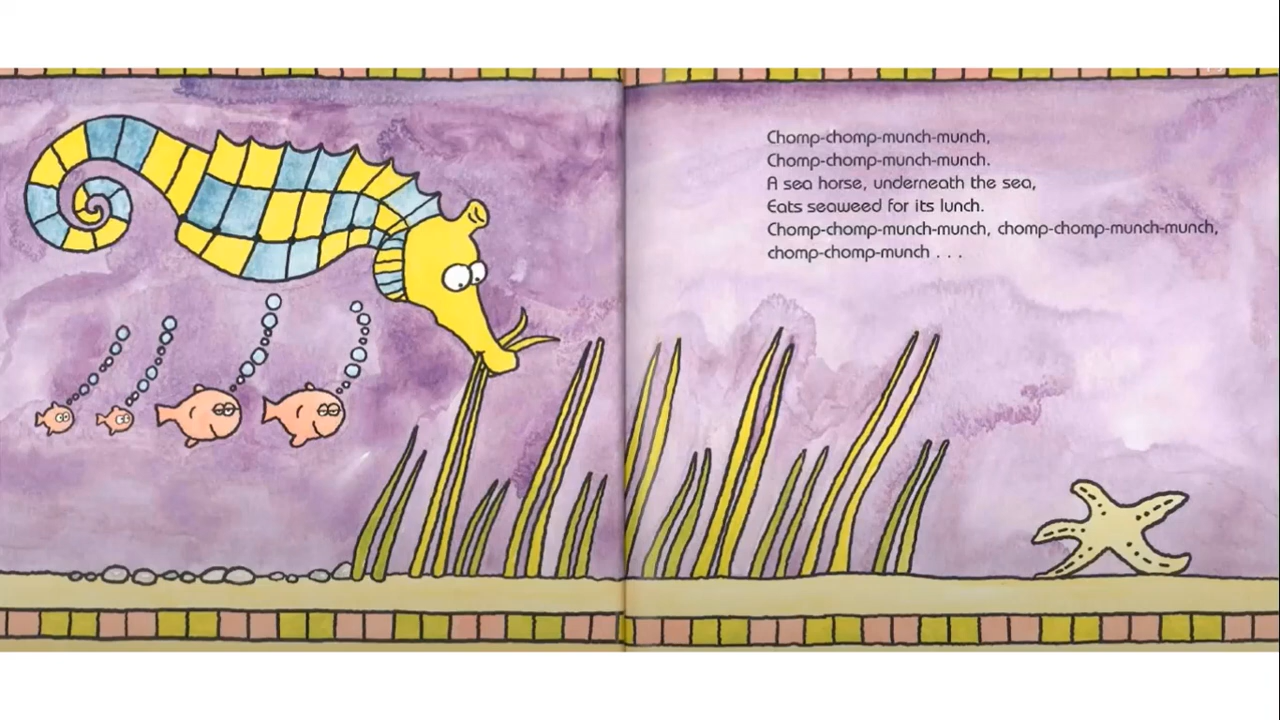 Chomp-chomp-munch-munch,
Chomp-chomp-munch-munch.
A sea horse, underneath the sea,
Eats seaweed for its lunch.
Chomp-chomp-munch-munch, chomp-chomp-munch-munch,
chomp-chomp-munch . . .